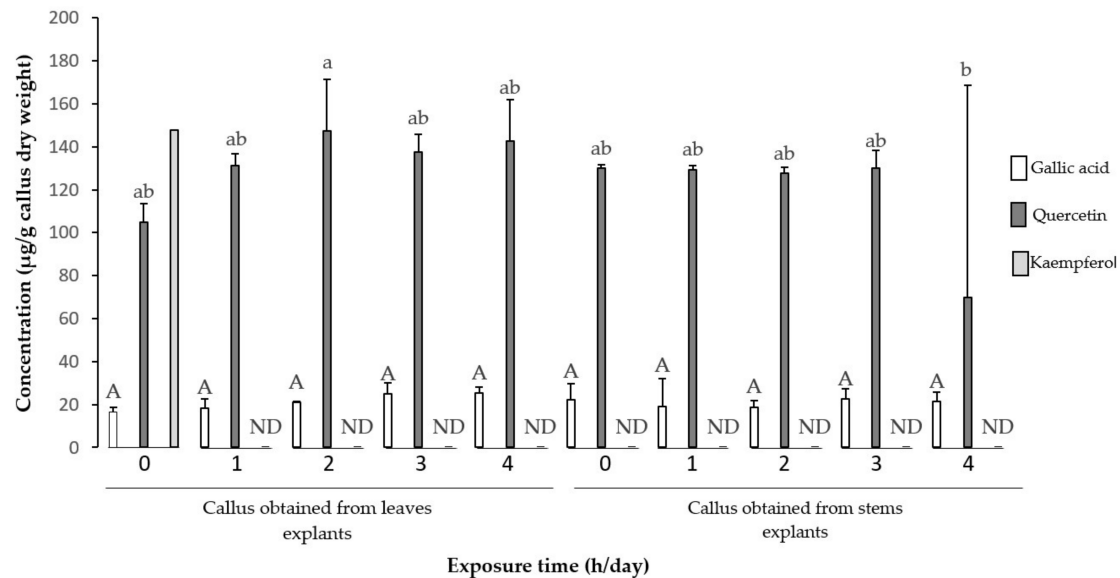 200
180
160
140
120
100
80
60
40
20
0
Concentration (µg/g callus dry weight)
A ab
A ab ND
A a ND
A ab ND
A ab ND
A ab ND
A ab ND
A ab ND
A ab ND
A b ND
Gallic acid
Quercetin
Kaempferol
0 1 2 3 4 0 1 2 3 4
Callus obtained from leaves
explants
Callus obtained from stems
explants
Exposure time (h/day)